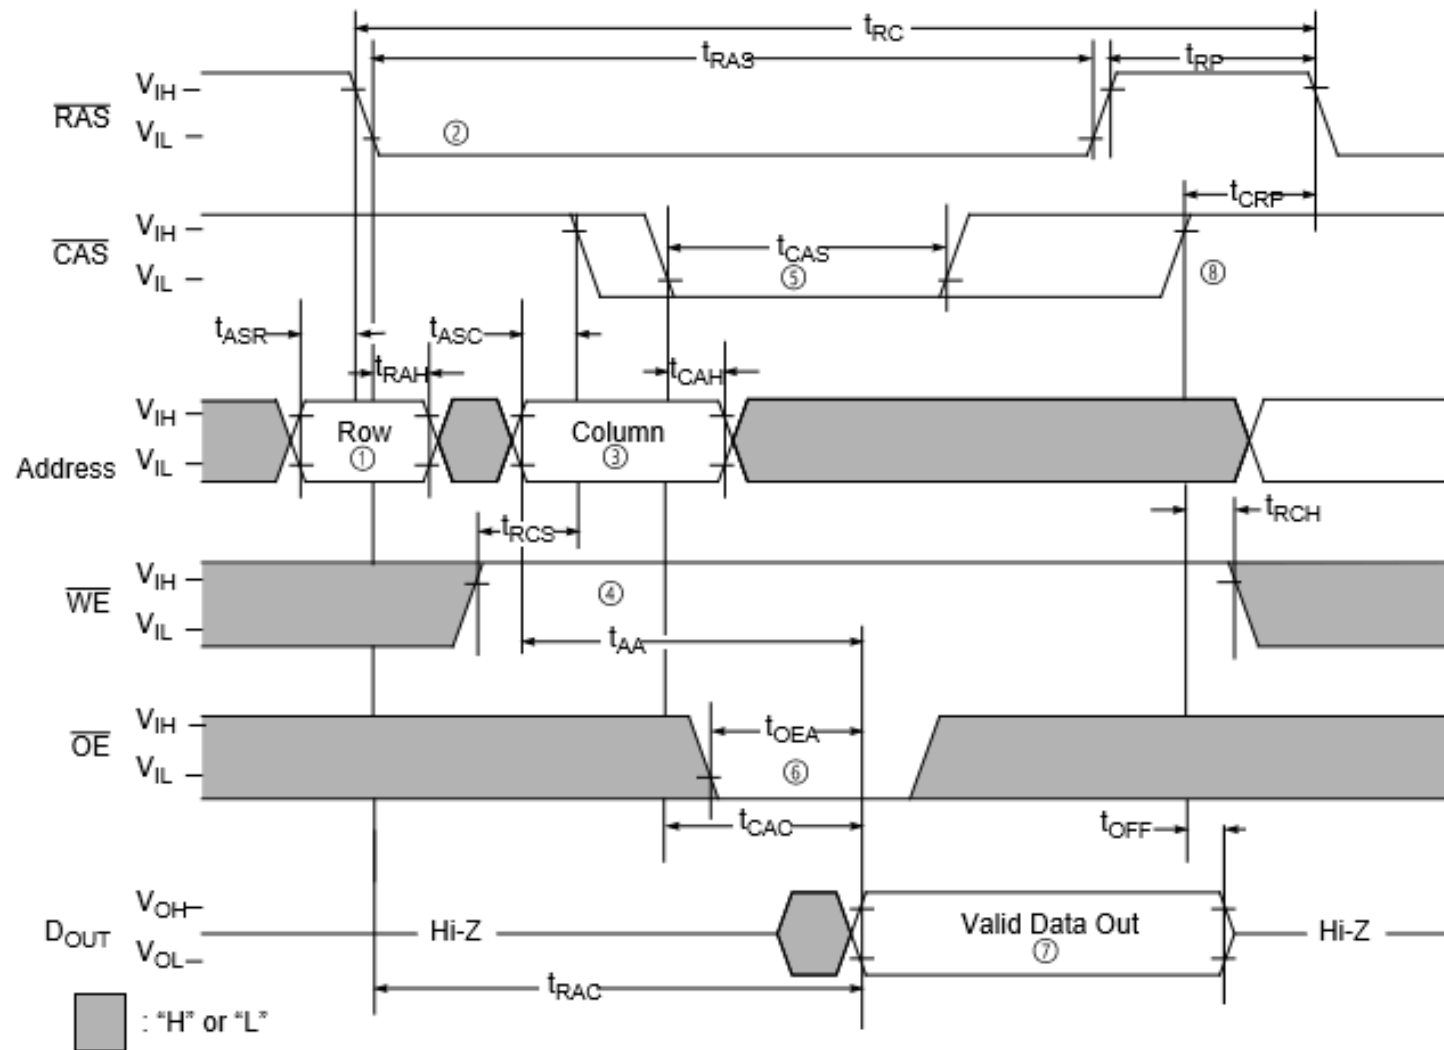 tRC
tRAS
tRP
RAS
VIH
VIL
②
tCRP
CAS
VIH
VIL
tCAS
⑤
⑧
tASR
tASC
tRAH
tCAH
Address
VIH
VIL
Row
①
Column
③
tRCS
tRCH
WE
VIH
VIL
④
tAA
OE
VIH
VIL
tOEA
⑥
tCAC
tOFF
DOUT
VOH
VOL
Hi-Z
Valid Data Out
⑦
Hi-Z
tRAC
: “H” or “L”